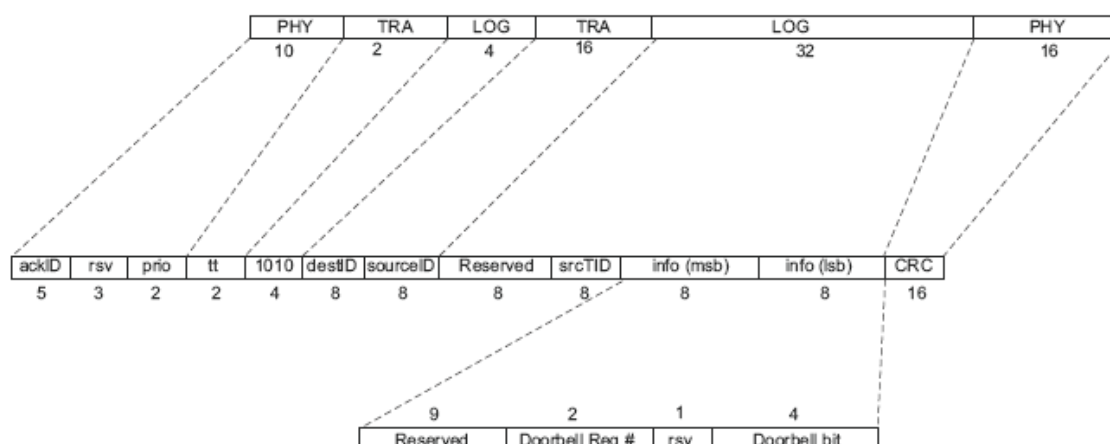 PHY TRA LOG TRA LOG PHY
10 2 4 16 32 16
ackID rsv prio tt 1010 destID sourceID Reserved srcTID info (msb) info (lsb) CRC
5 3 2 2 4 8 8 8 8 8 8 16
9 2 1 4
Reserved Doorbell Reg # rsv Doorbell bit